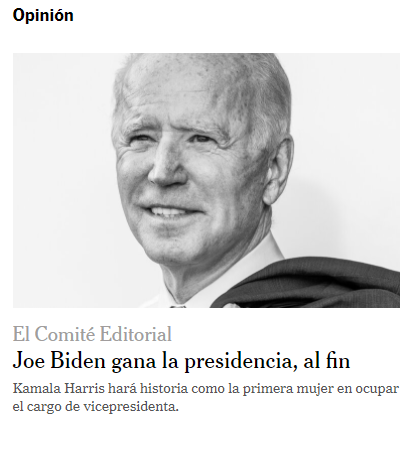 Opinión
El Comité Editorial
Joe Biden gana la presidencia, al fin
Kamala Harris hará historia como la primera mujer en ocupar
el cargo de vicepresidenta.